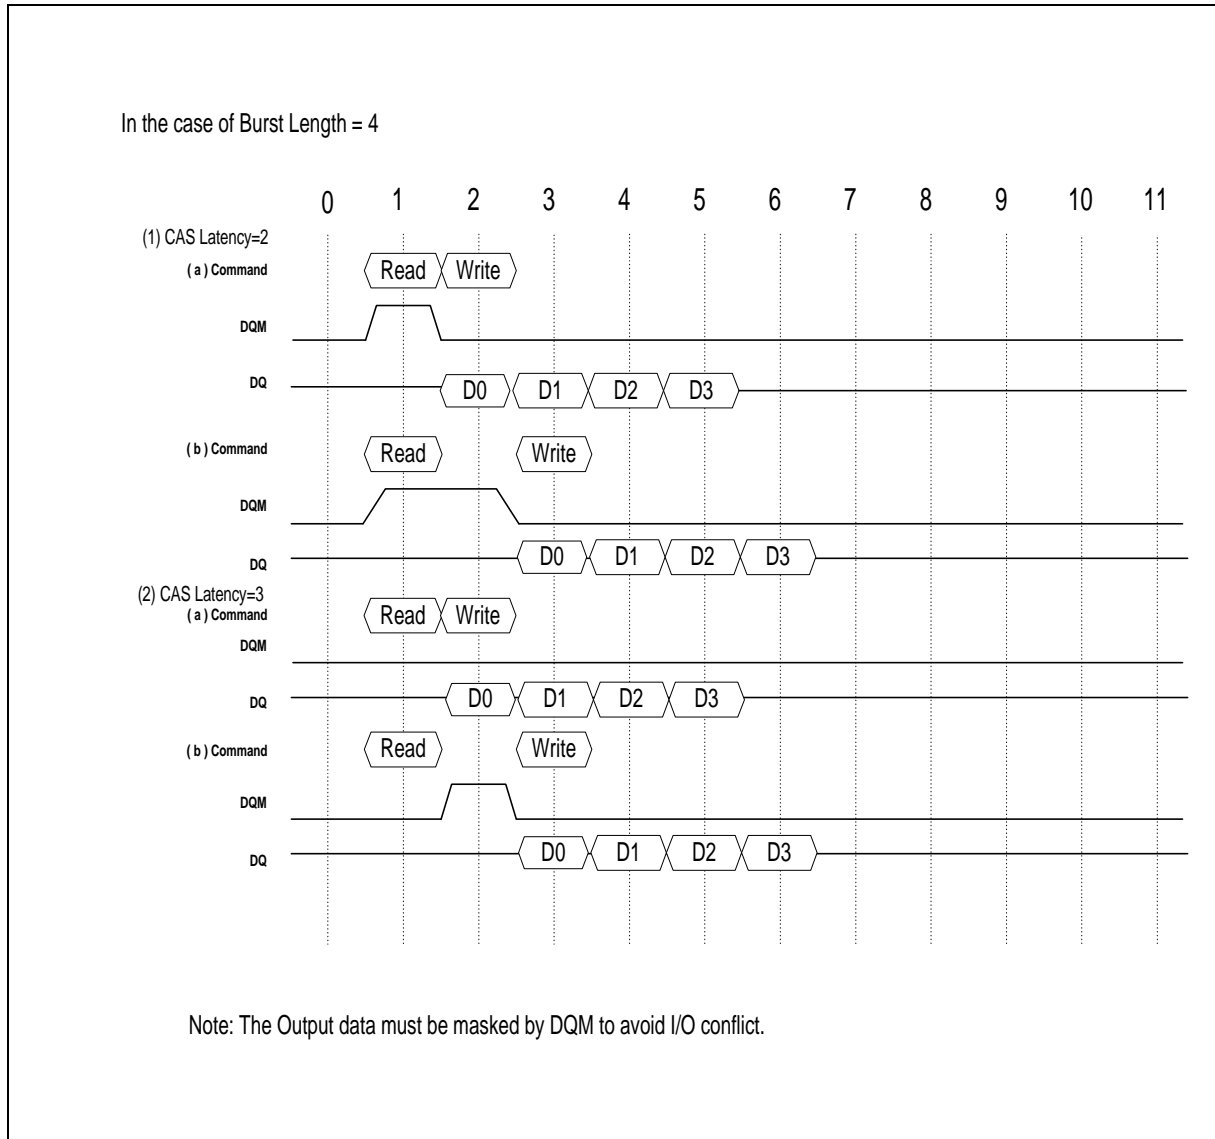 In the case of Burst Length = 4
0 1 2 3 4 5 6 7 8 9 10 11
(1) CAS Latency=2
( a ) Command Read Write
DQM
DQ D0 D1 D2 D3
( b ) Command Read Write
DQM
DQ D0 D1 D2 D3
(2) CAS Latency=3
( a ) Command Read Write
DQM
DQ D0 D1 D2 D3
( b ) Command Read Write
DQM
DQ D0 D1 D2 D3
Note: The Output data must be masked by DQM to avoid I/O conflict.